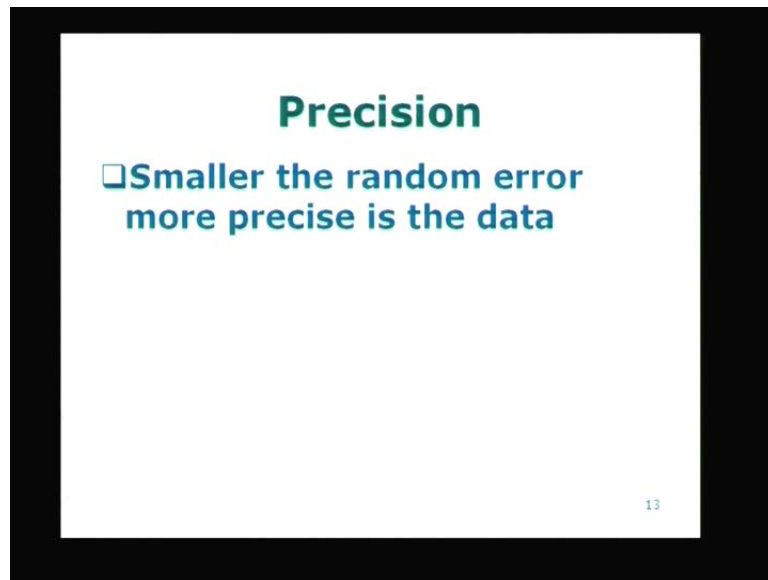 Precision
❑Smaller the random error
more precise is the data
13